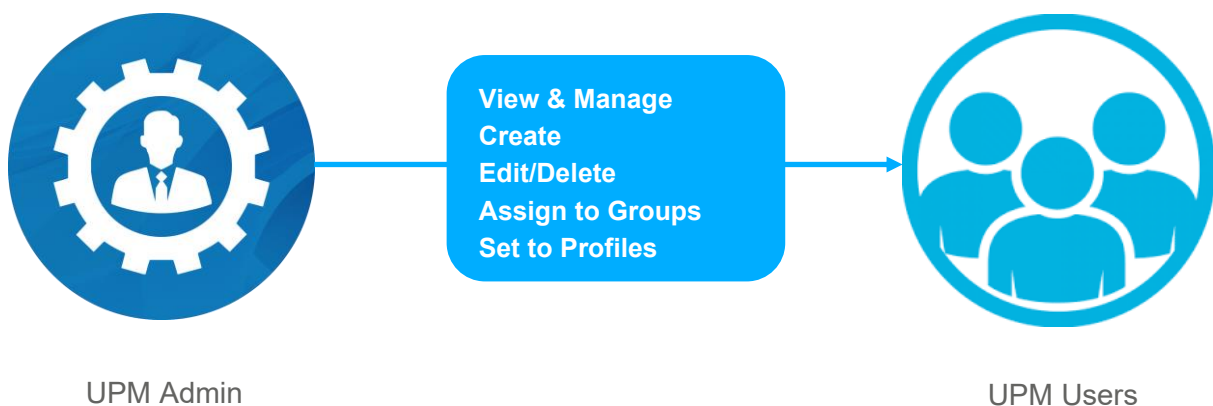 View & Manage
Create
Edit/Delete
Assign to Groups
Set to Profiles
UPM Admin
UPM Users